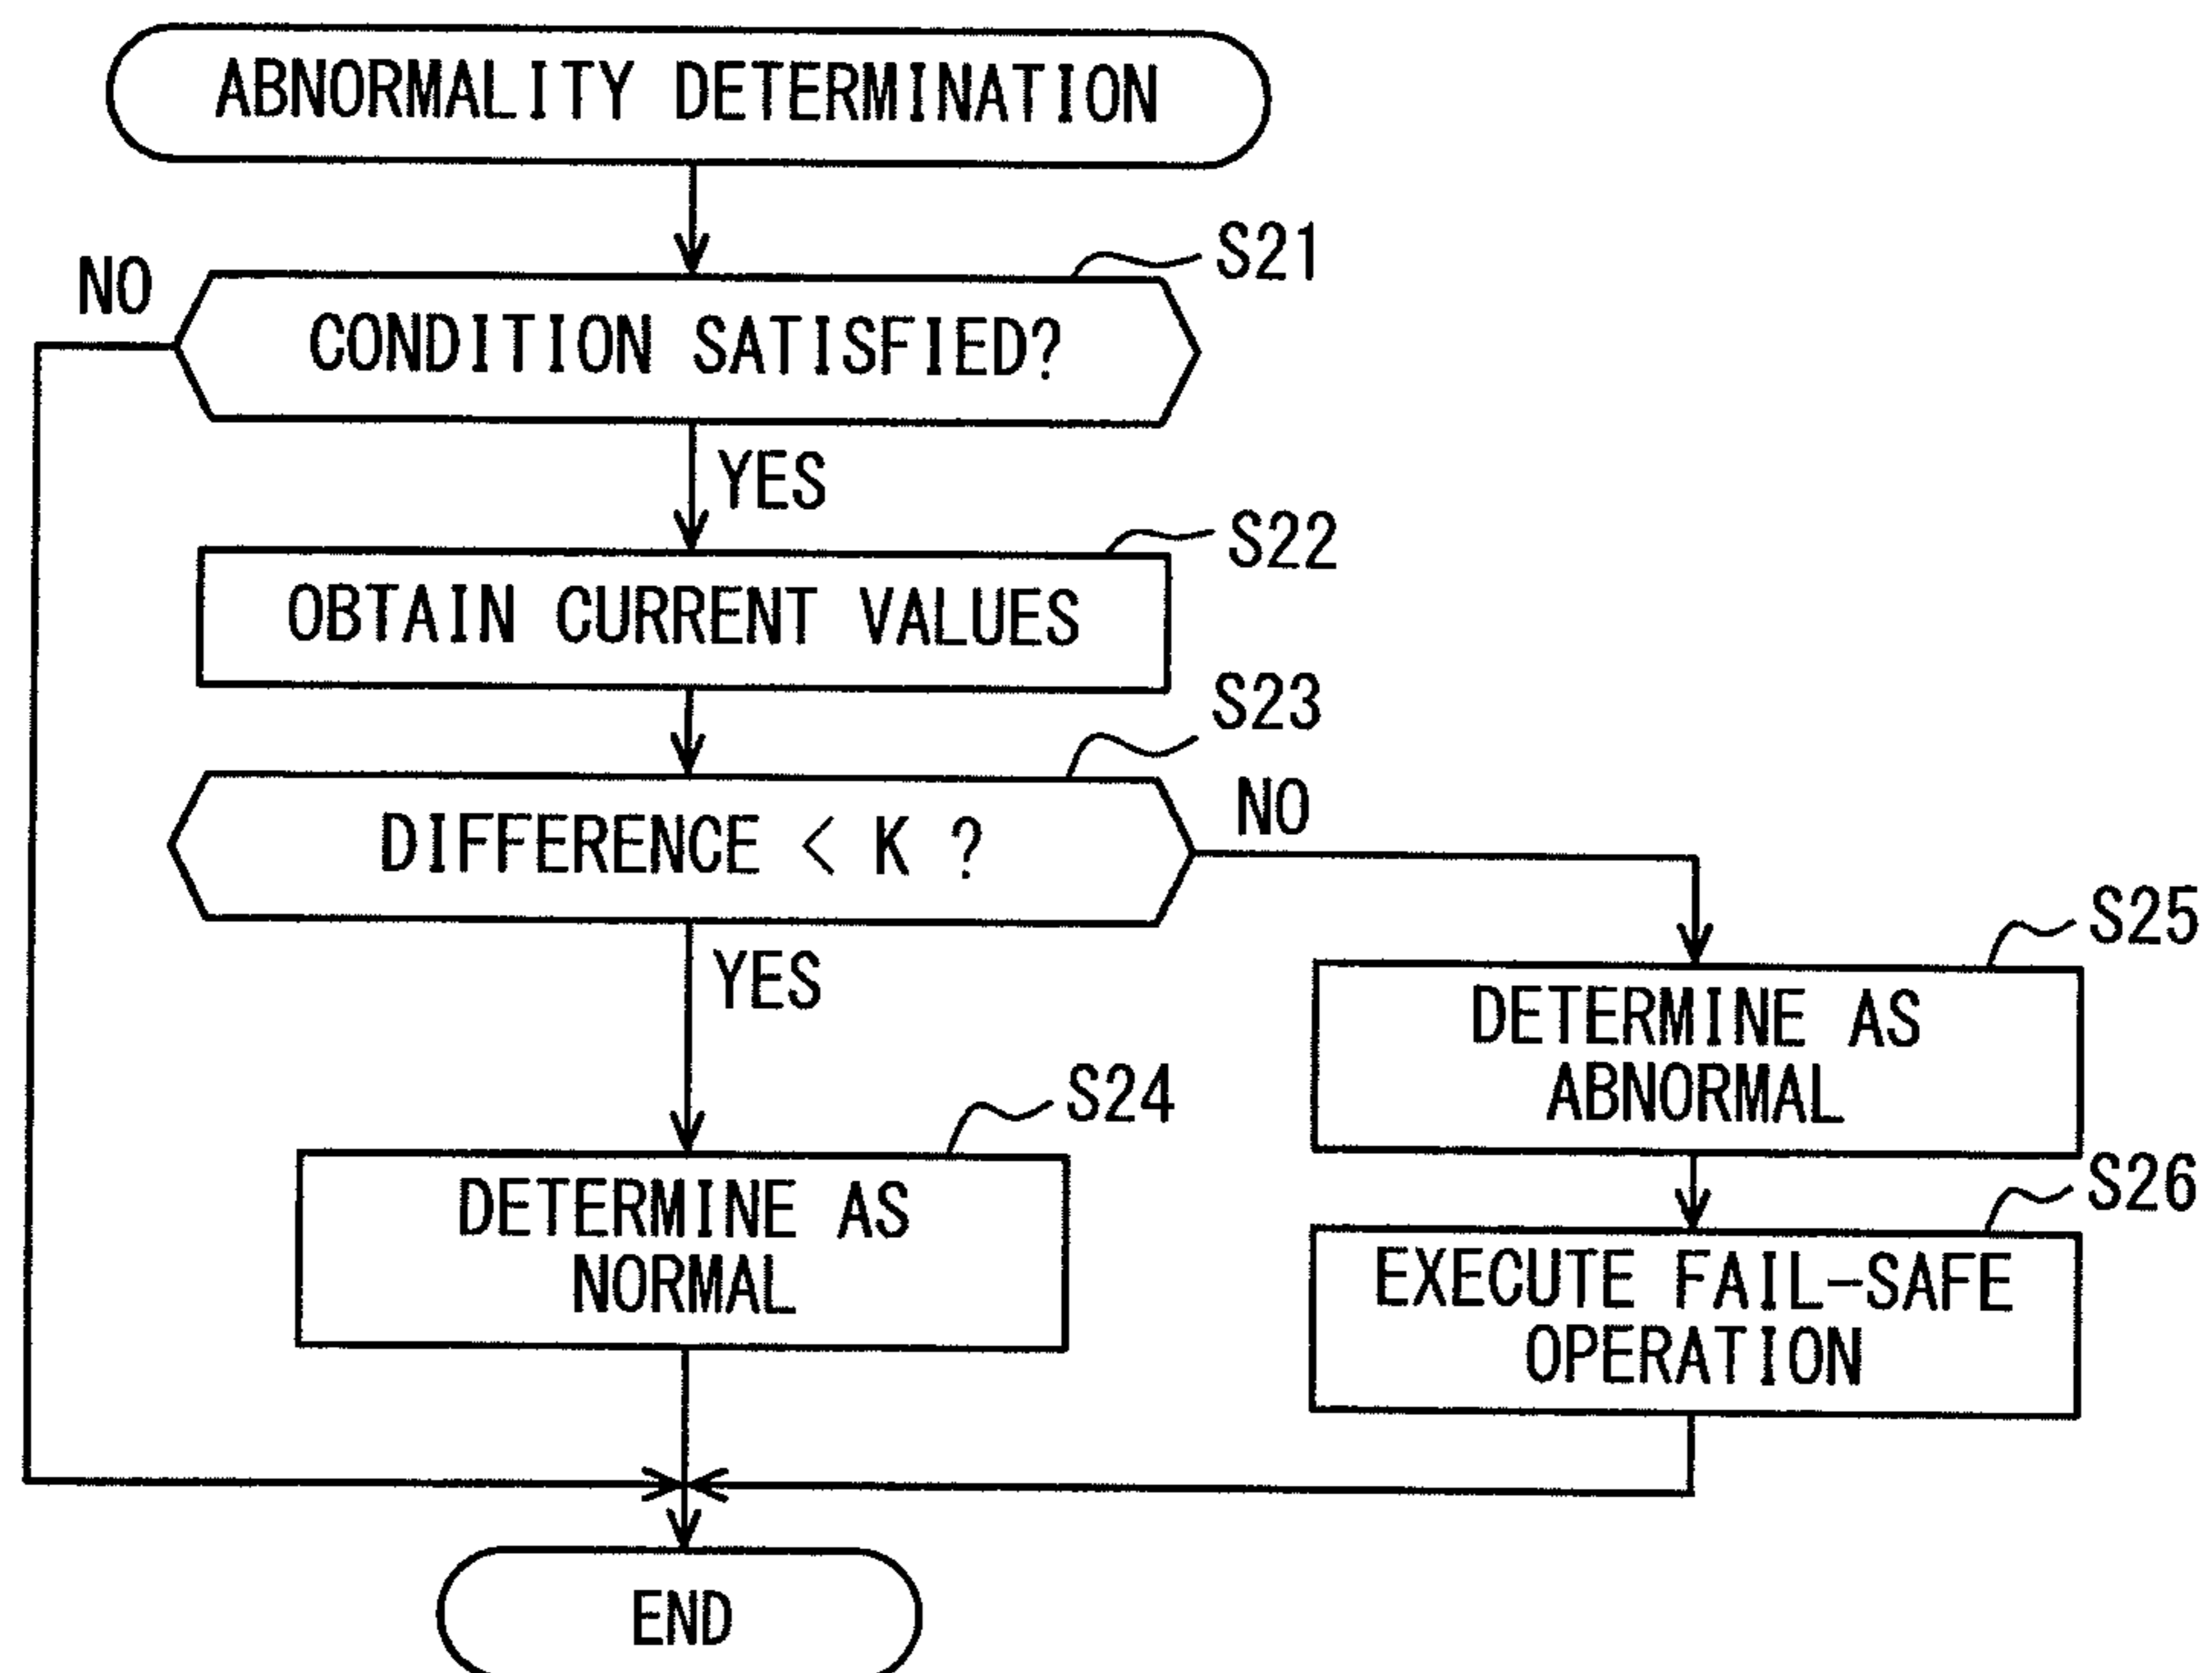 ABNORMALITY DETERMINATION
S21
NO
CONDITION SATISFIED?
YES
S22
OBTAIN CURRENT VALUES
S23
DIFFERENCE < K ?
NO
YES
S25
DETERMINE AS
ABNORMAL
S24
DETERMINE AS
NORMAL
S26
EXECUTE FAIL-SAFE
OPERATION
END